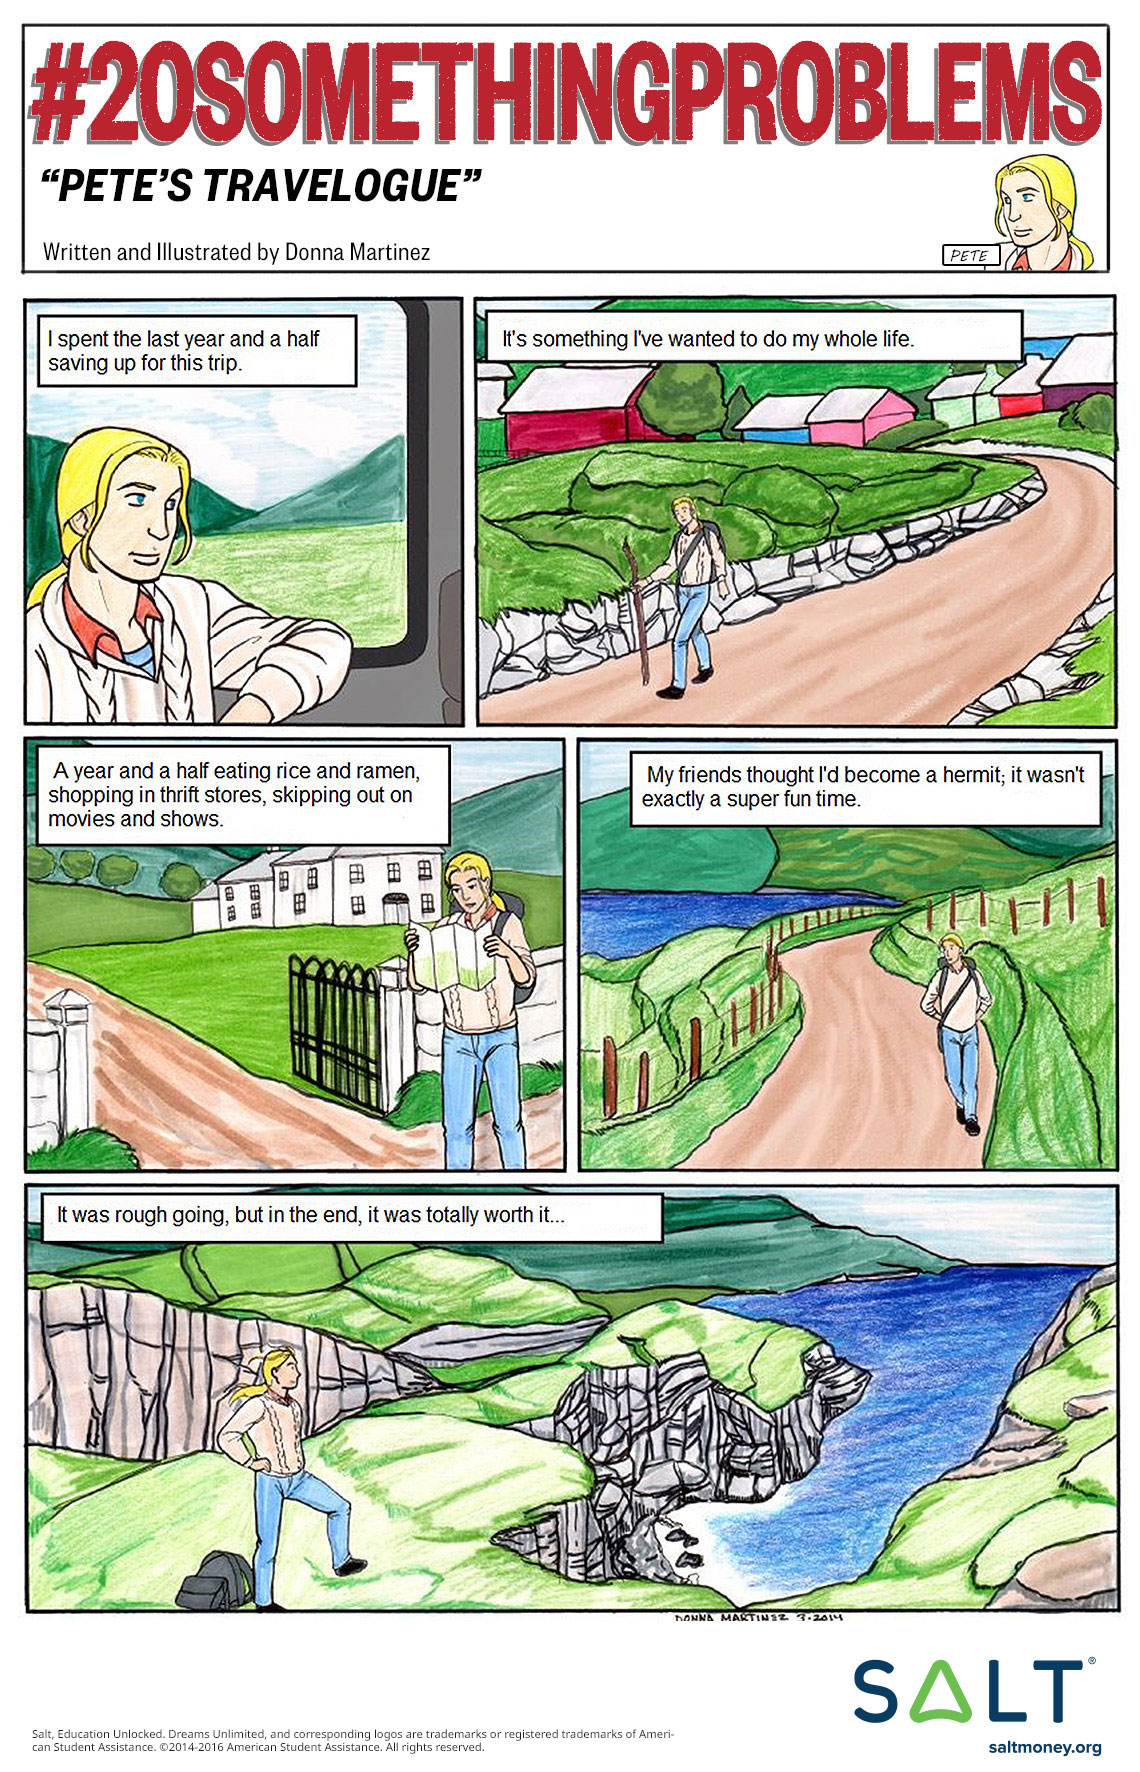 #20SOMETHINGPROBLEMS
“PETE’S TRAVELOGUE”
Written and Illustrated by Donna Martinez
PETE
I spent the last year and a half
saving up for this trip.
It's something I've wanted to do my whole life.
A year and a half eating rice and ramen,
shopping in thrift stores, skipping out on
movies and shows.
My friends thought I'd become a hermit; it wasn't
exactly a super fun time.
It was rough going, but in the end, it was totally worth it...
DONNA MARTINEZ 3·2014
SALT®
Salt, Education Unlocked. Dreams Unlimited, and corresponding logos are trademarks or registered trademarks of Ameri-
can Student Assistance. ©2014-2016 American Student Assistance. All rights reserved.
saltmoney.org